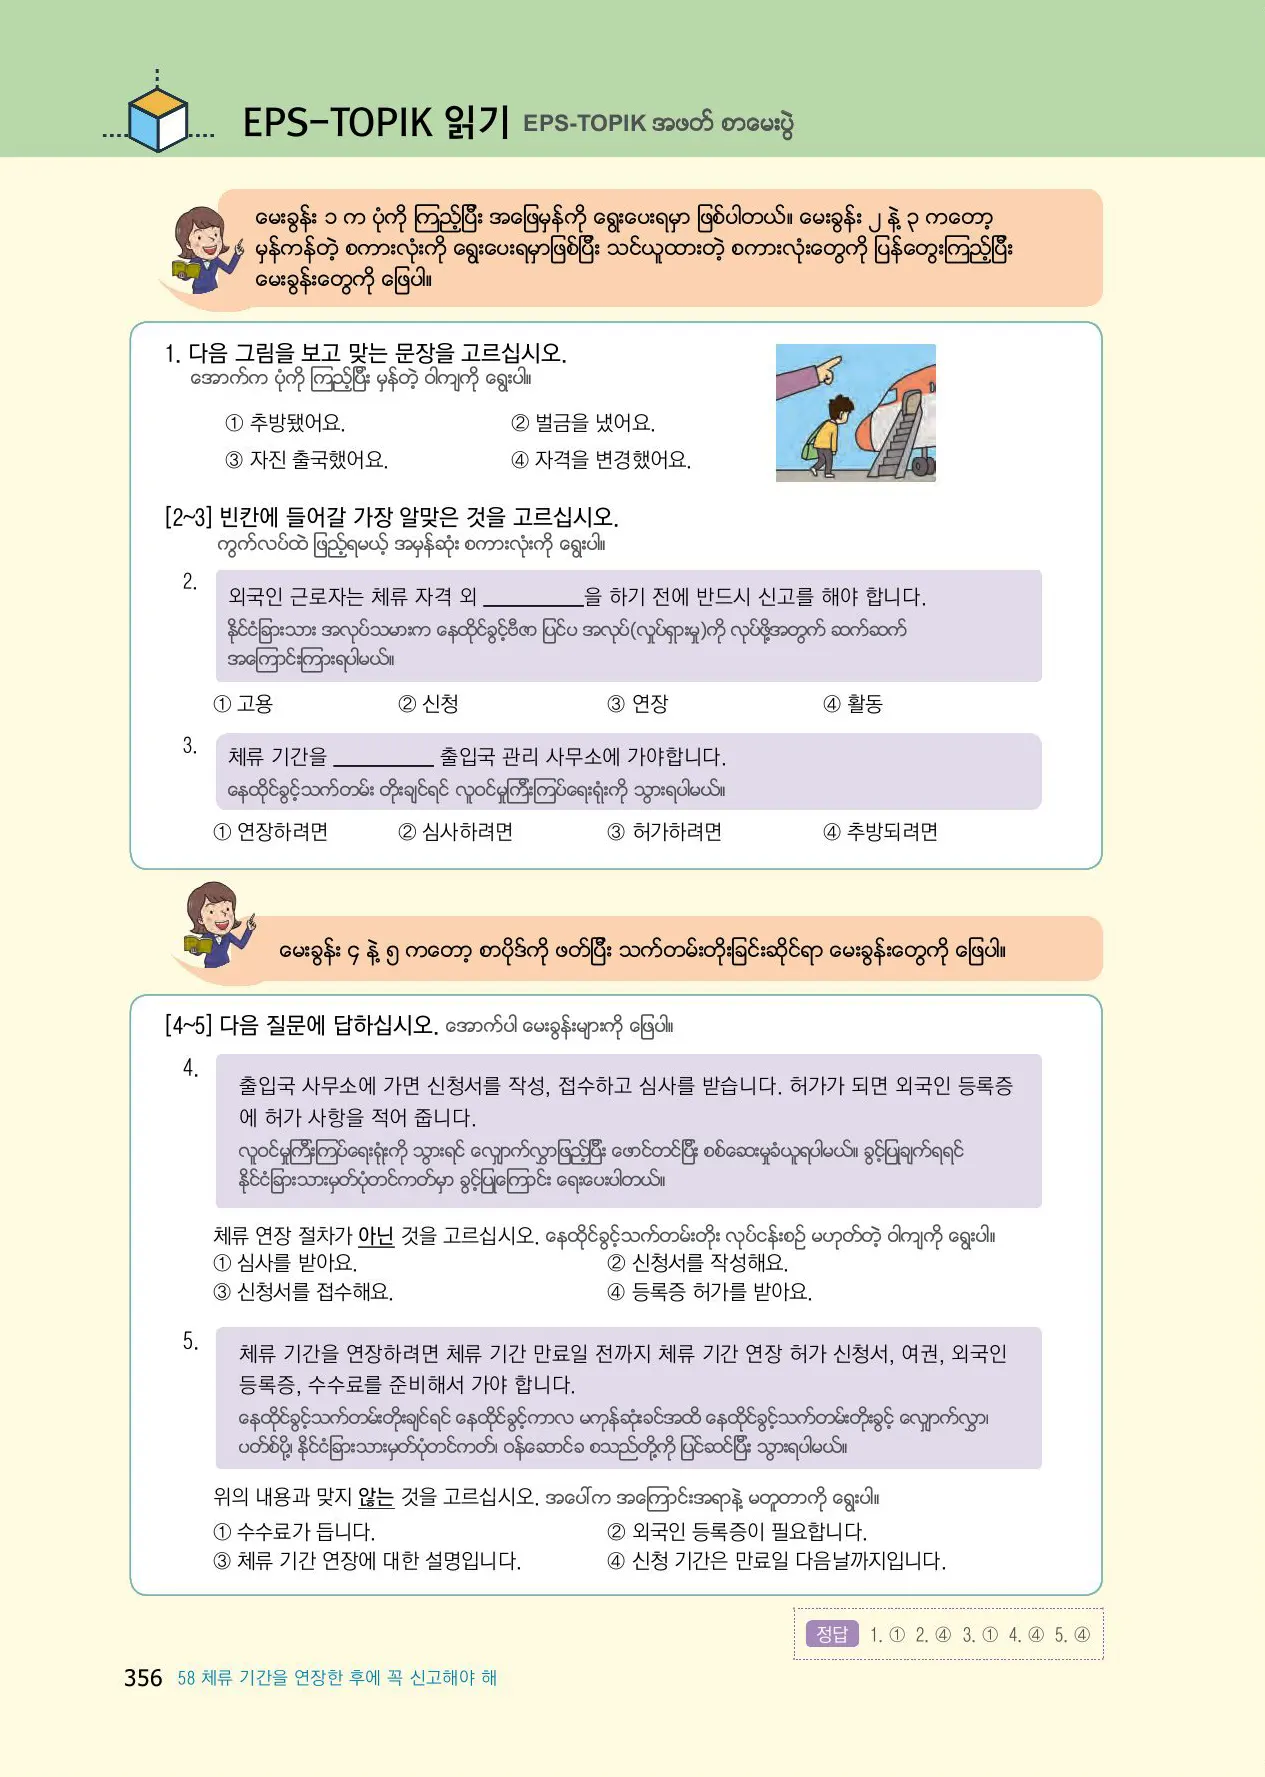 EPS-TOPIK 읽기 EPS-TOPIK အဖတ် စာမေးပွဲ
မေးခွန်း ၁ က ပုံကို ကြည့်ပြီး အဖြေမှန်ကို ရွေးပေးရမှာ ဖြစ်ပါတယ်။ မေးခွန်း ၂ နဲ့ ၃ ကတော့
မှန်ကန်တဲ့ စကားလုံးကို ရွေးပေးရမှာဖြစ်ပြီး သင်ယူထားတဲ့ စကားလုံးတွေကို ပြန်တွေးကြည့်ပြီး
မေးခွန်းတွေကို ဖြေပါ။
1. 다음 그림을 보고 맞는 문장을 고르십시오.
အောက်က ပုံကို ကြည့်ပြီး မှန်တဲ့ ဝါကျကို ရွေးပါ။
① 추방됐어요. ② 벌금을 냈어요.
③ 자진 출국했어요. ④ 자격을 변경했어요.
[2~3] 빈칸에 들어갈 가장 알맞은 것을 고르십시오.
ကွက်လပ်ထဲ ဖြည့်ရမယ့် အမှန်ဆုံး စကားလုံးကို ရွေးပါ။
2. 외국인 근로자는 체류 자격 외 __________을 하기 전에 반드시 신고를 해야 합니다.
နိုင်ငံခြားသား အလုပ်သမားက နေထိုင်ခွင့်ဗီဇာ ပြင်ပ အလုပ်(လှုပ်ရှားမှု)ကို လုပ်ဖို့အတွက် ဆက်ဆက်
အကြောင်းကြားရပါမယ်။
① 고용 ② 신청 ③ 연장 ④ 활동
3. 체류 기간을 __________ 출입국 관리 사무소에 가야합니다.
နေထိုင်ခွင့်သက်တမ်း တိုးချင်ရင် လူဝင်မှုကြီးကြပ်ရေးရုံးကို သွားရပါမယ်။
① 연장하려면 ② 심사하려면 ③ 허가하려면 ④ 추방되려면
မေးခွန်း ၄ နဲ့ ၅ ကတော့ စာပိုဒ်ကို ဖတ်ပြီး သက်တမ်းတိုးခြင်းဆိုင်ရာ မေးခွန်းတွေကို ဖြေပါ။
[4~5] 다음 질문에 답하십시오. အောက်ပါ မေးခွန်းများကို ဖြေပါ။
4. 출입국 사무소에 가면 신청서를 작성, 접수하고 심사를 받습니다. 허가가 되면 외국인 등록증
에 허가 사항을 적어 줍니다.
လူဝင်မှုကြီးကြပ်ရေးရုံးကို သွားရင် လျှောက်လွှာဖြည့်ပြီး ဖောင်တင်ပြီး စစ်ဆေးမှုခံယူရပါမယ်။ ခွင့်ပြုချက်ရရင်
နိုင်ငံခြားသားမှတ်ပုံတင်ကတ်မှာ ခွင့်ပြုကြောင်း ရေးပေးပါတယ်။
체류 연장 절차가 아닌 것을 고르십시오. နေထိုင်ခွင့်သက်တမ်းတိုး လုပ်ငန်းစဉ် မဟုတ်တဲ့ ဝါကျကို ရွေးပါ။
① 심사를 받아요. ② 신청서를 작성해요.
③ 신청서를 접수해요. ④ 등록증 허가를 받아요.
5. 체류 기간을 연장하려면 체류 기간 만료일 전까지 체류 기간 연장 허가 신청서, 여권, 외국인
등록증, 수수료를 준비해서 가야 합니다.
နေထိုင်ခွင့်သက်တမ်းတိုးချင်ရင် နေထိုင်ခွင့်ကာလ မကုန်ဆုံးခင်အထိ နေထိုင်ခွင့်သက်တမ်းတိုးခွင့် လျှောက်လွှာ၊
ပတ်စ်ပို့၊ နိုင်ငံခြားသားမှတ်ပုံတင်ကတ်၊ ဝန်ဆောင်ခ စသည်တို့ကို ပြင်ဆင်ပြီး သွားရပါမယ်။
위의 내용과 맞지 않는 것을 고르십시오. အပေါ်က အကြောင်းအရာနဲ့ မတူတာကို ရွေးပါ။
① 수수료가 듭니다. ② 외국인 등록증이 필요합니다.
③ 체류 기간 연장에 대한 설명입니다. ④ 신청 기간은 만료일 다음날까지입니다.
정답 1. ① 2. ④ 3. ① 4. ④ 5. ④
356 58 체류 기간을 연장한 후에 꼭 신고해야 해